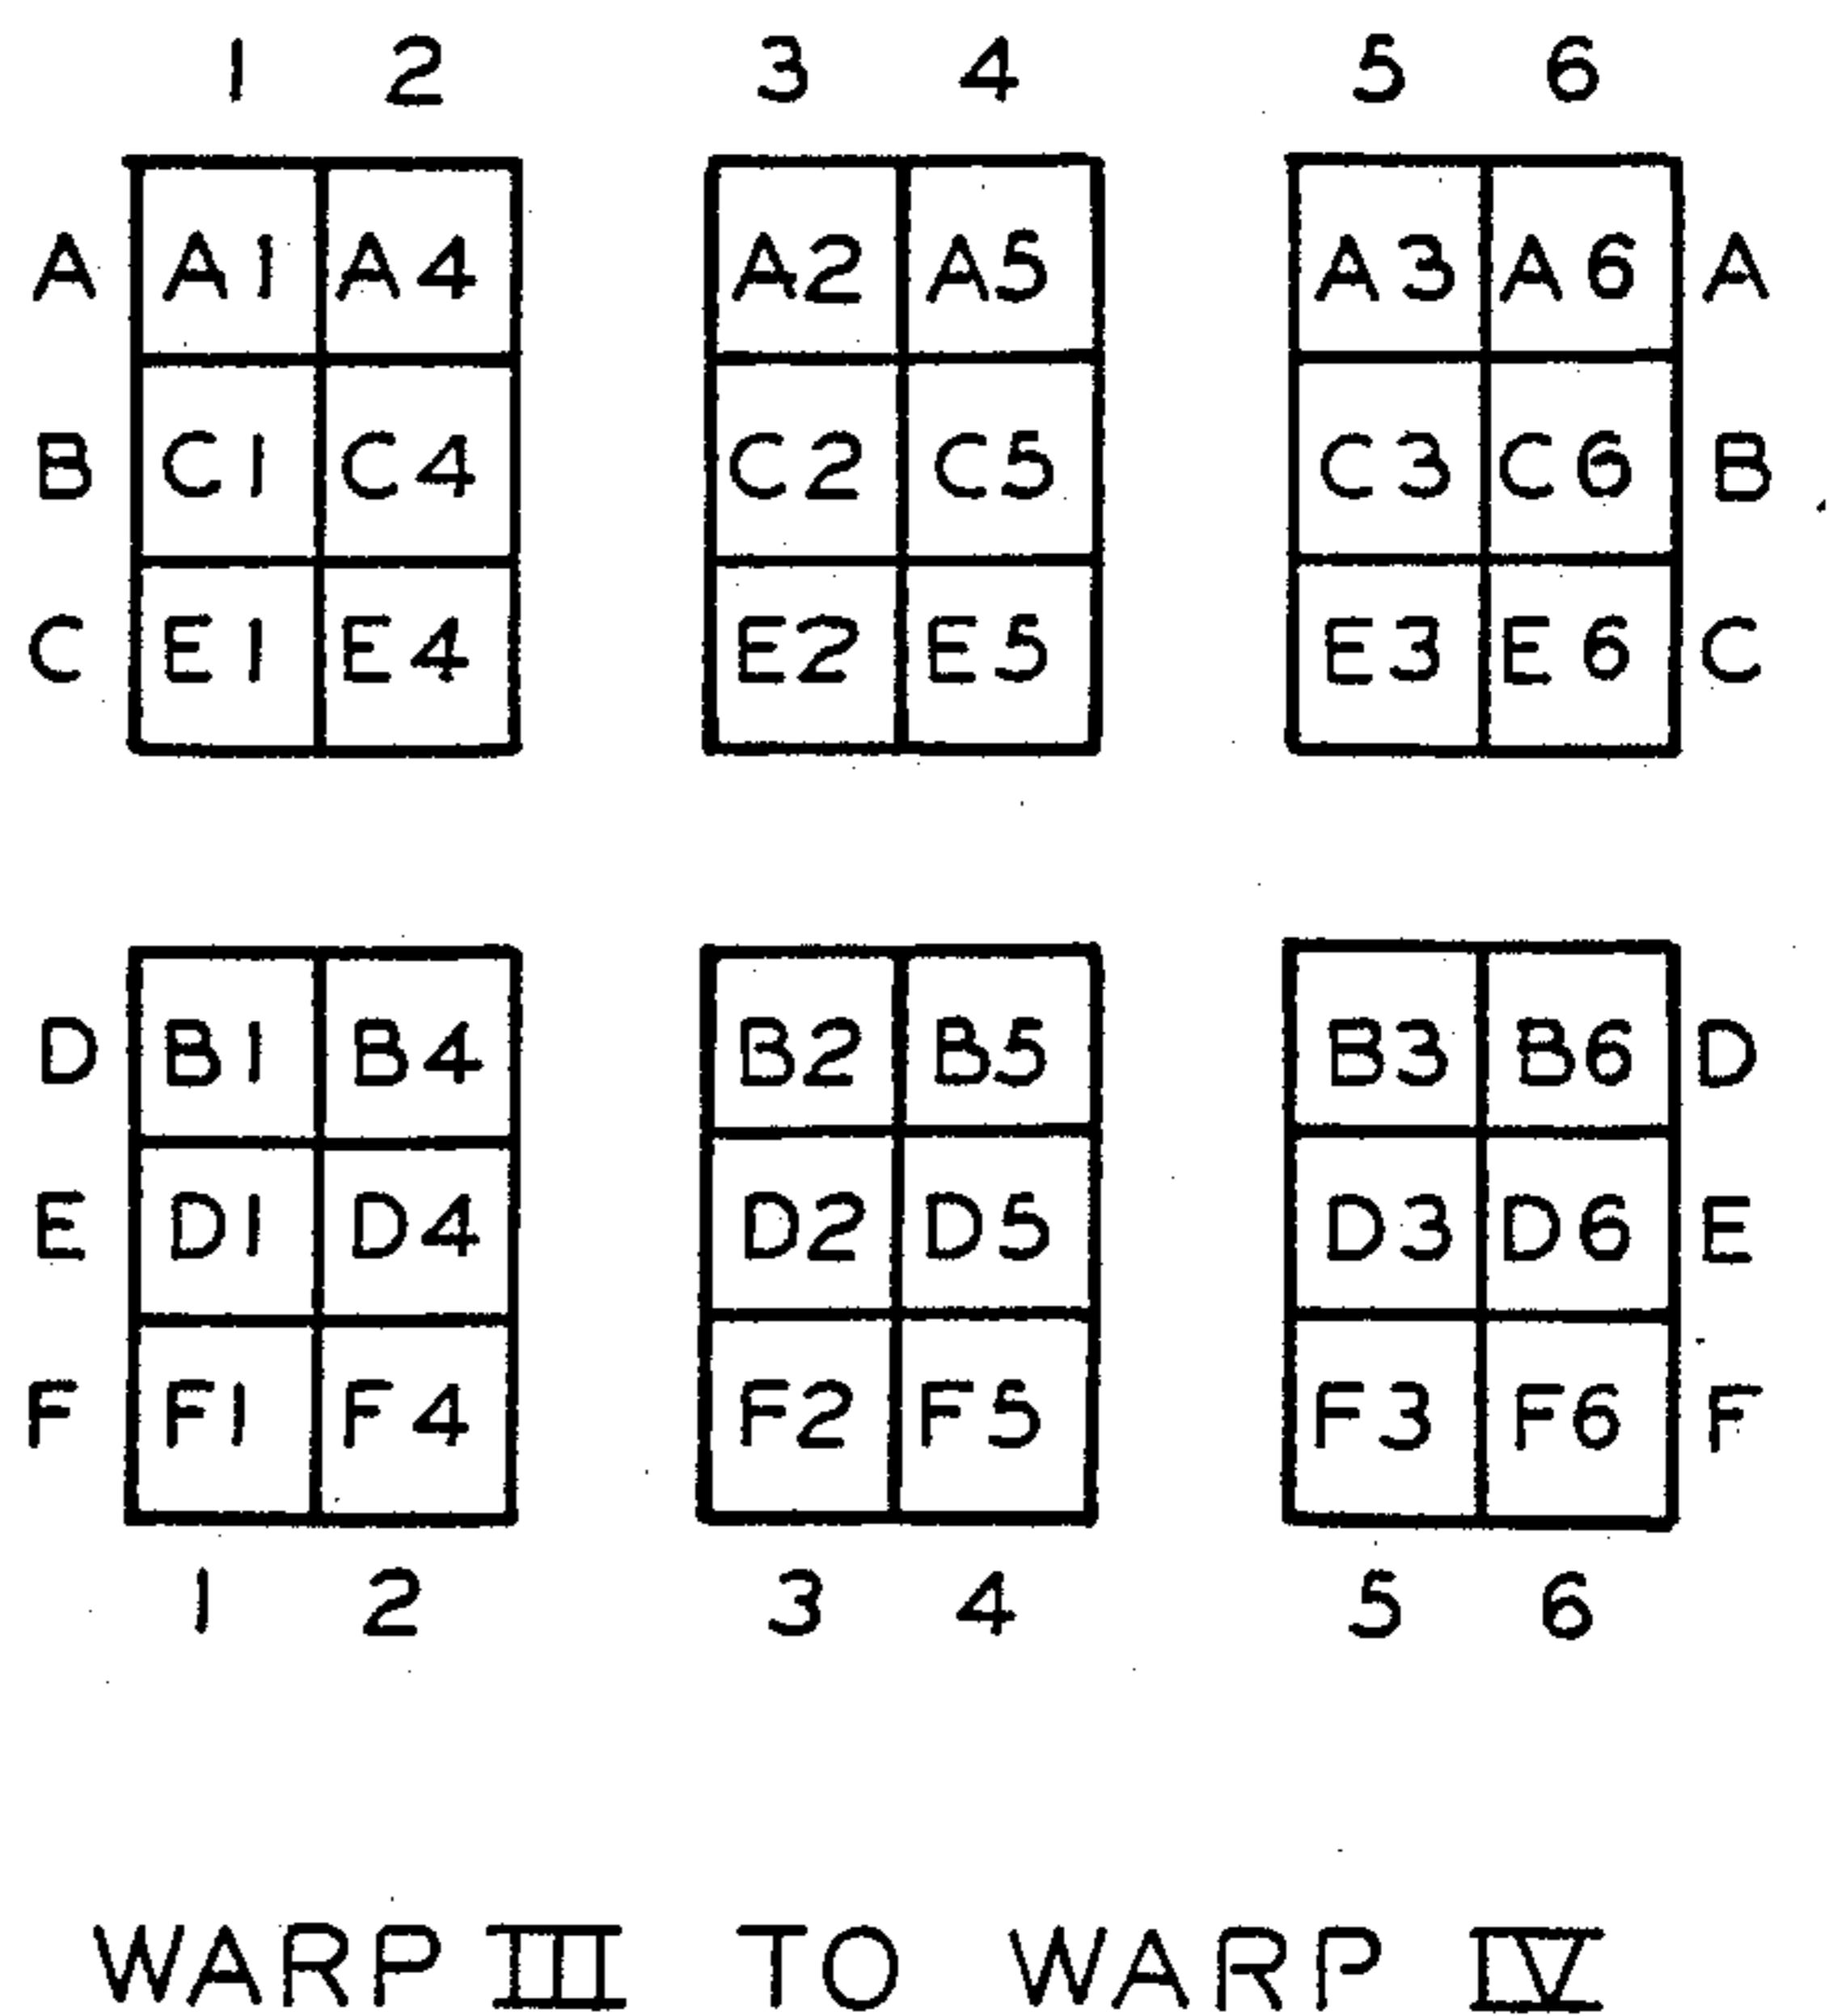 1 2 3 4 5 6
A A1 A4 A2 A5 A3 A6 A
B C1 C4 C2 C5 C3 C6 B
C E1 E4 E2 E5 E3 E6 C
D B1 B4 B2 B5 B3 B6 D
E D1 D4 D2 D5 D3 D6 E
F F1 F4 F2 F5 F3 F6 F
1 2 3 4 5 6
WARP III TO WARP IV